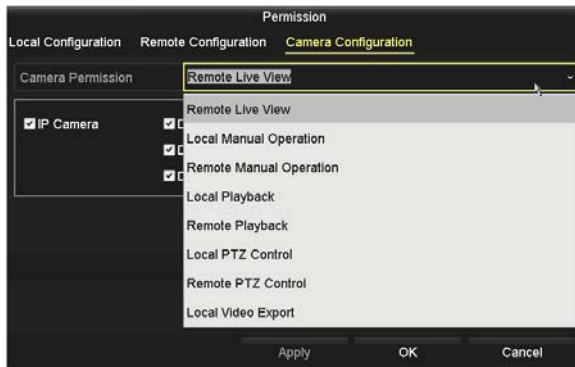 Permission
Local Configuration Remote Configuration Camera Configuration
Camera Permission Remote Live View
Remote Live View
IP Camera
Local Manual Operation
Remote Manual Operation
Local Playback
Remote Playback
Local PTZ Control
Remote PTZ Control
Local Video Export
Apply OK Cancel